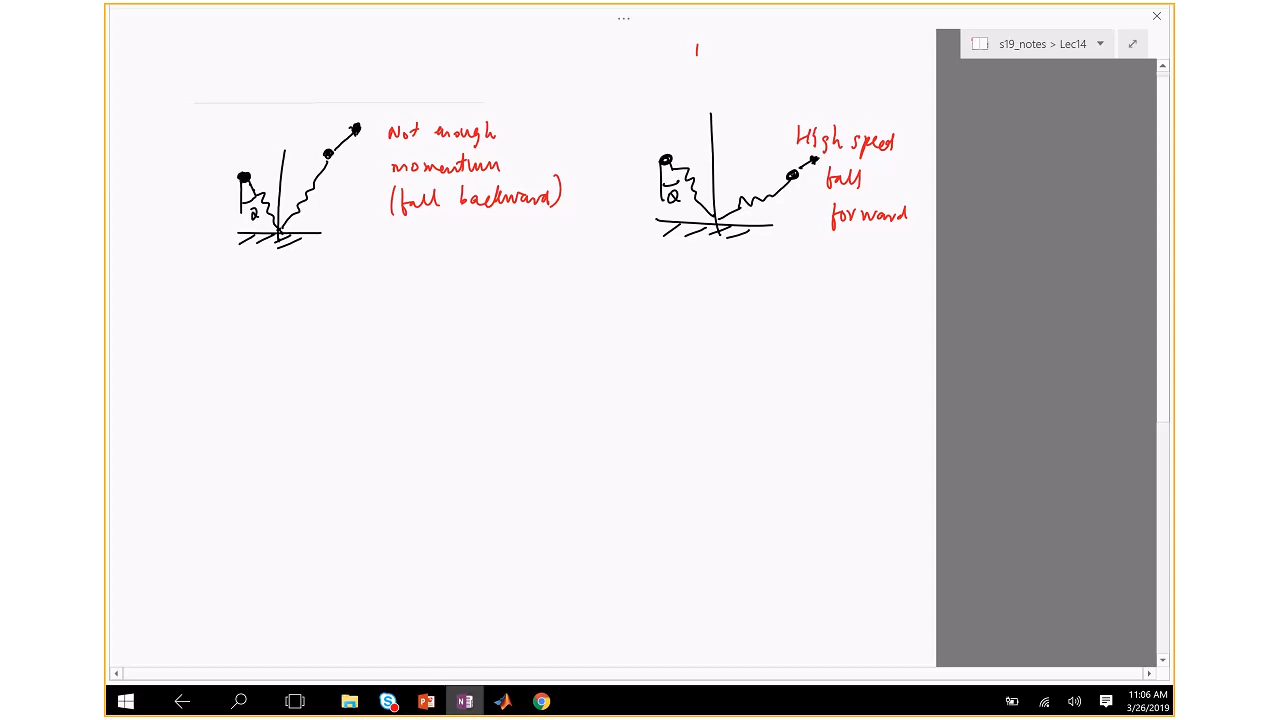 ...
s19_notes > Lec14
Not enough
momentum
(fall backward)
High speed
fall
forward
θ
11:06 AM
3/26/2019